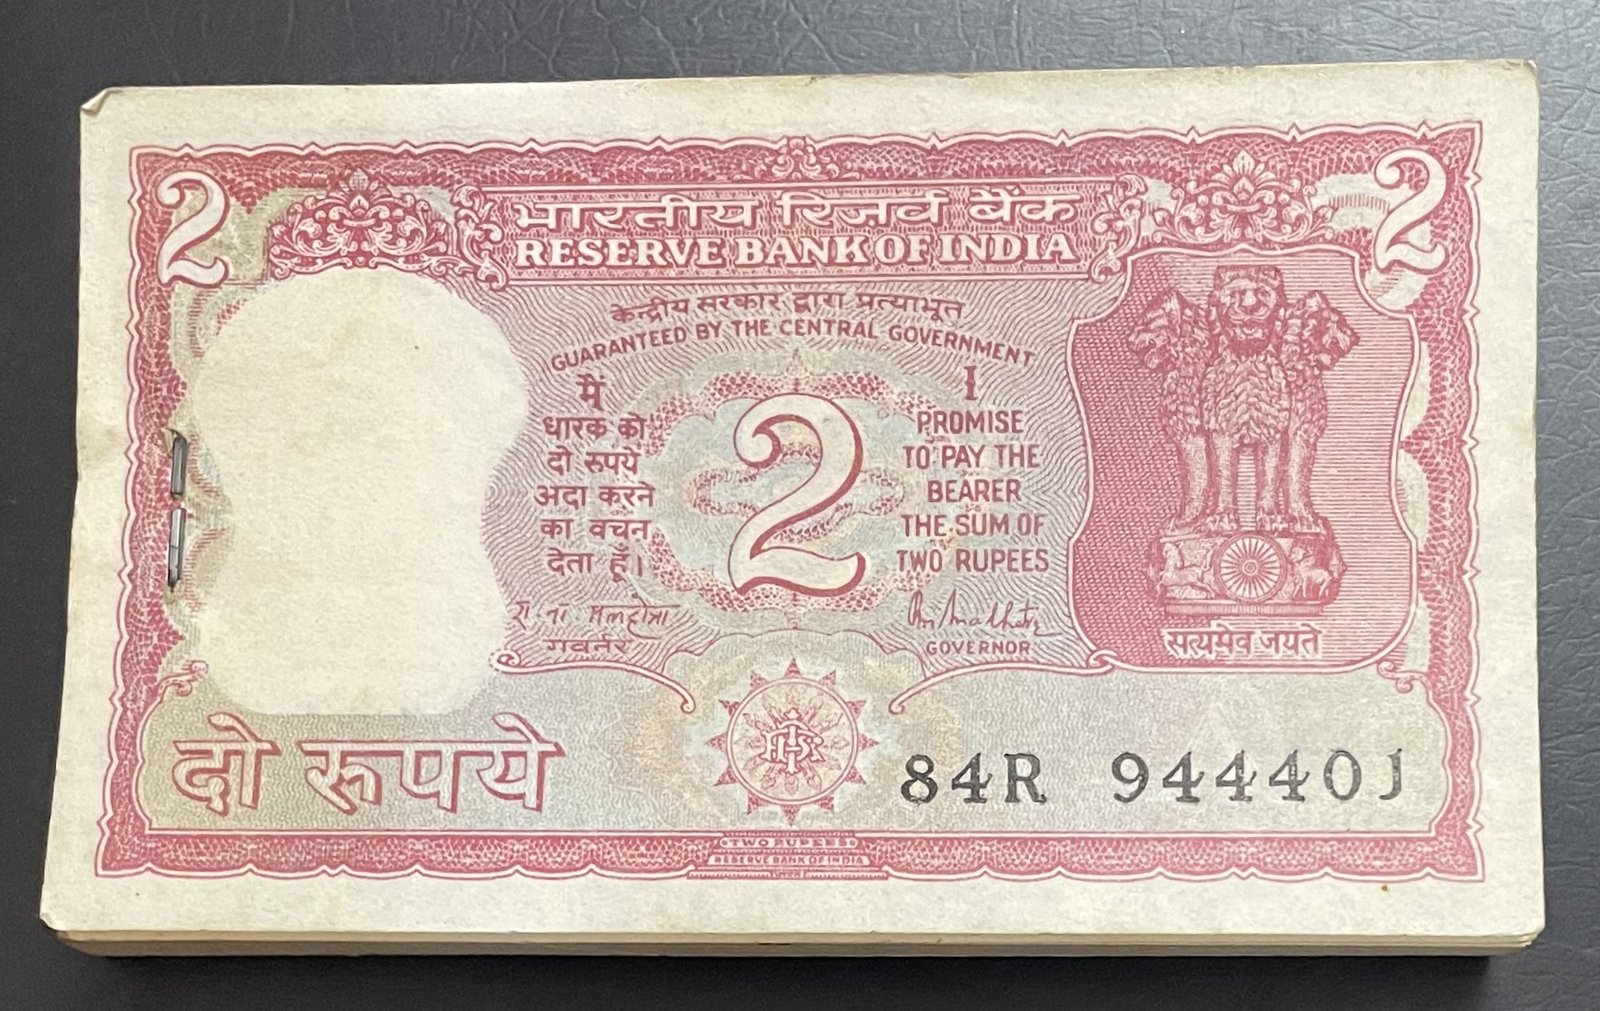 2
2
भारतीय रिज़र्व बैंक
RESERVE BANK OF INDIA
केन्द्रीय सरकार द्वारा प्रत्याभूत
GUARANTEED BY THE CENTRAL GOVERNMENT
मैं
धारक को
दो रुपये
अदा करने
का वचन
देता हूँ।
2
I
PROMISE
TO PAY THE
BEARER
THE SUM OF
TWO RUPEES
रा. ना. मलहोत्रा
गवर्नर
GOVERNOR
सत्यमेव जयते
दो रूपये
84R 944401
TWO RUPEES
RESERVE BANK OF INDIA